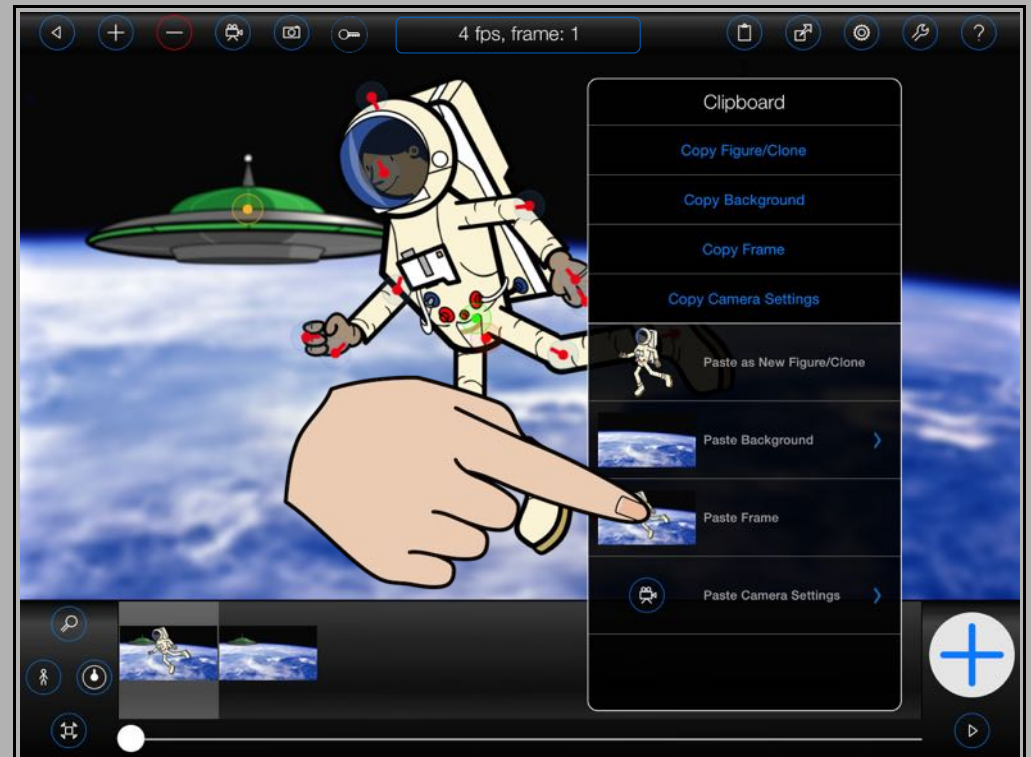 4 fps, frame: 1
?
Clipboard
Copy Figure/Clone
Copy Background
Copy Frame
Copy Camera Settings
Paste as New Figure/Clone
Paste Background
Paste Frame
Paste Camera Settings